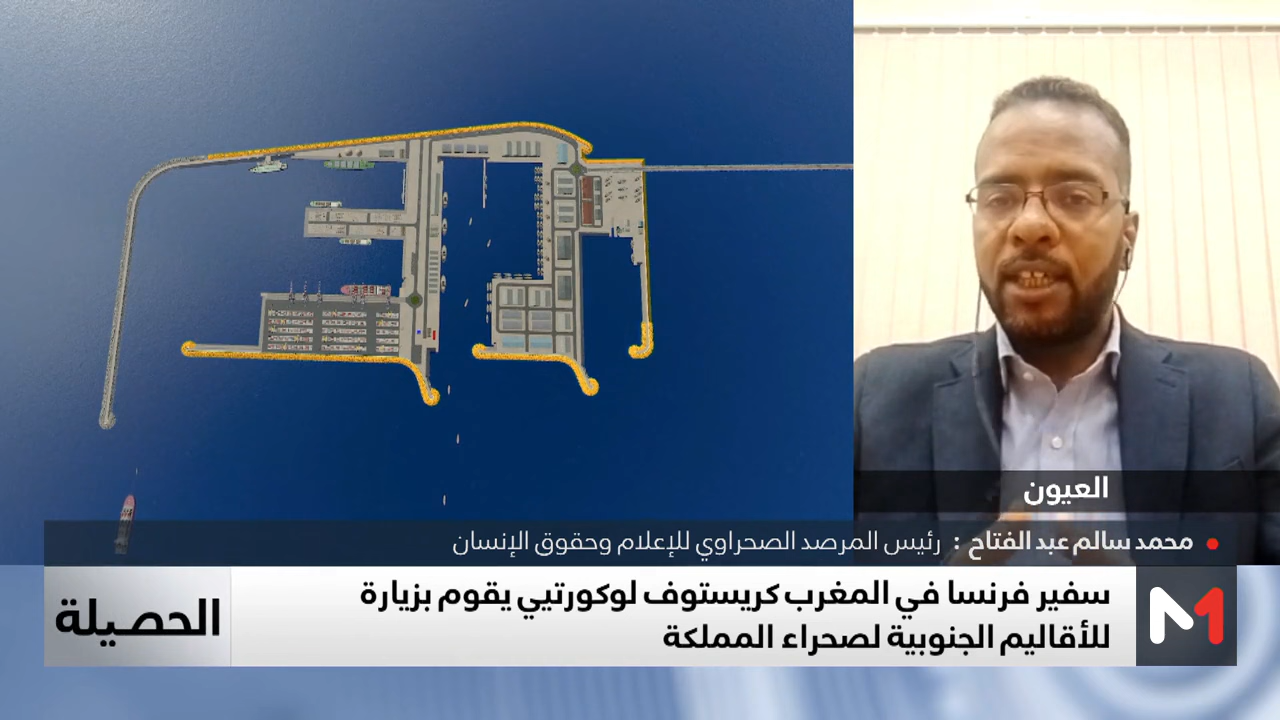 العيون
محمد سالم عبد الفتاح : رئيس المرصد الصحراوي للإعلام وحقوق الإنسان
سفير فرنسا في المغرب كريستوف لوكورتيي يقوم بزيارة
للأقاليم الجنوبية لصحراء المملكة
الحصيلة
M1